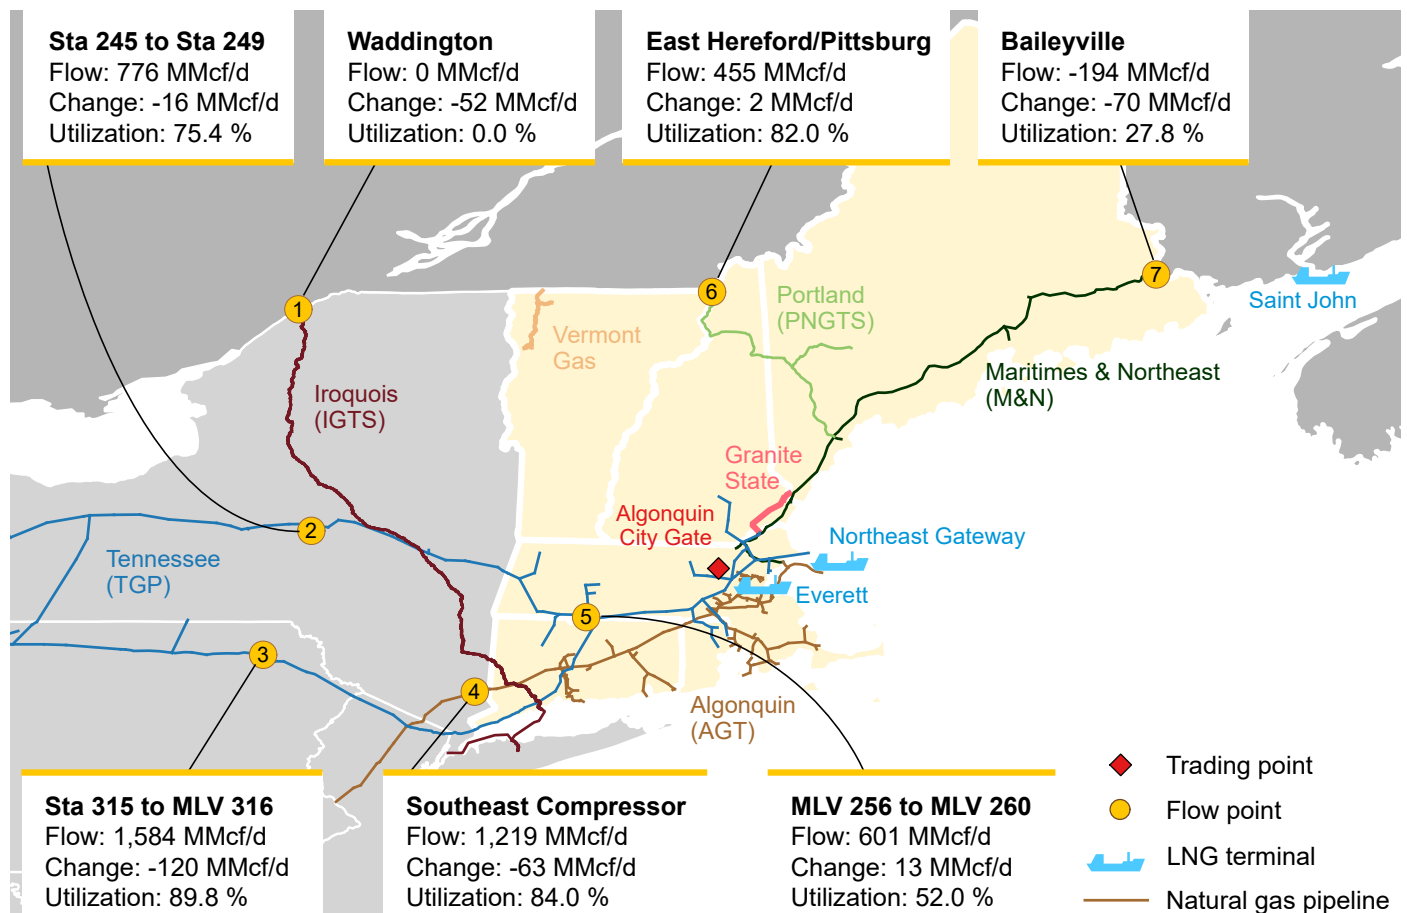 Sta 245 to Sta 249
Flow: 776 MMcf/d
Change: -16 MMcf/d
Utilization: 75.4 %
Waddington
Flow: 0 MMcf/d
Change: -52 MMcf/d
Utilization: 0.0 %
East Hereford/Pittsburg
Flow: 455 MMcf/d
Change: 2 MMcf/d
Utilization: 82.0 %
Baileyville
Flow: -194 MMcf/d
Change: -70 MMcf/d
Utilization: 27.8 %
1
6
7
Saint John
Portland
(PNGTS)
Vermont
Gas
Iroquois
(IGTS)
Maritimes & Northeast
(M&N)
Granite
State
Algonquin
City Gate
2
Northeast Gateway
Tennessee
(TGP)
Everett
5
3
4
Algonquin
(AGT)
Sta 315 to MLV 316
Flow: 1,584 MMcf/d
Change: -120 MMcf/d
Utilization: 89.8 %
Southeast Compressor
Flow: 1,219 MMcf/d
Change: -63 MMcf/d
Utilization: 84.0 %
MLV 256 to MLV 260
Flow: 601 MMcf/d
Change: 13 MMcf/d
Utilization: 52.0 %
Trading point
Flow point
LNG terminal
Natural gas pipeline